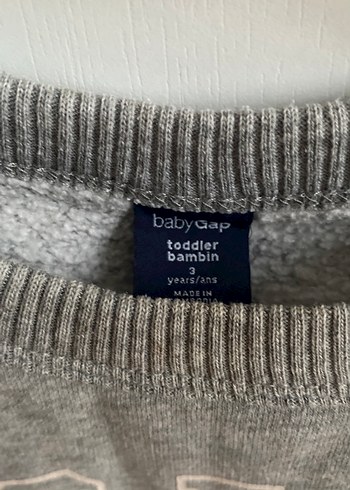 babyGap
toddler
bambin
3
years/ans
MADE IN